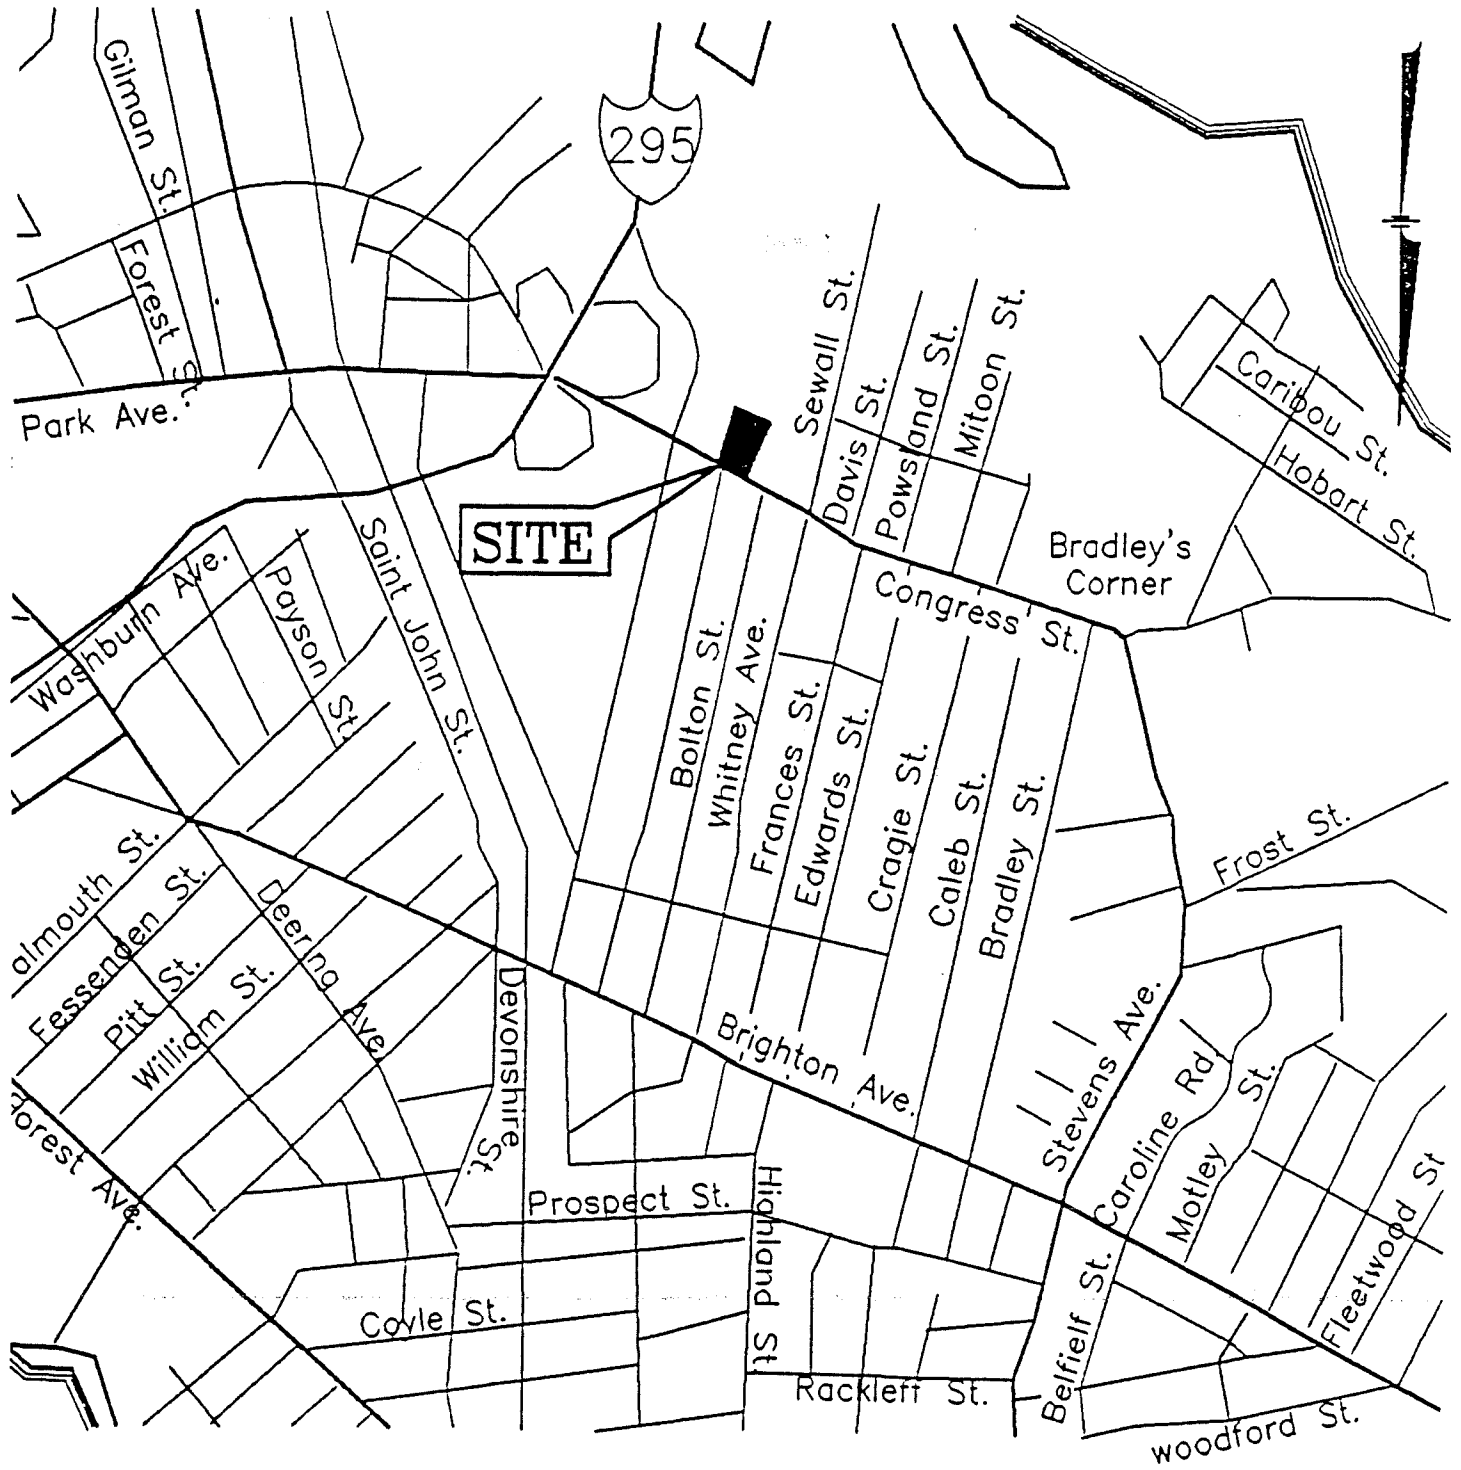 Gilman St.
295
Forest St.
Park Ave.
Sewall St.
Davis St.
Powsland St.
Mitoon St.
Caribou St.
Hobart St.
SITE
Bradley's
Corner
Congress St.
Washburn Ave.
Payson St.
Saint John St.
Bolton St.
Whitney Ave.
Frances St.
Edwards St.
Cragie St.
Caleb St.
Bradley St.
Frost St.
almouth St.
Fessenden St.
Pitt St.
William St.
Deering Ave.
Devonshire St.
Brighton Ave.
Stevens Ave.
Caroline Rd
Motley St.
Fleetwood St
orest Ave.
Prospect St.
Highland St.
Coyle St.
Rackleff St.
Belfielf St.
woodford St.